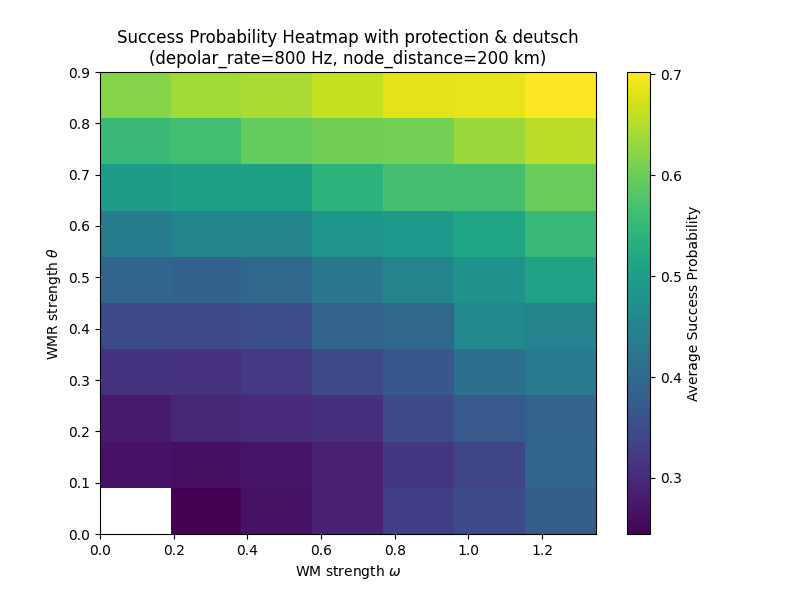 Success Probability Heatmap with protection & deutsch
(depolar_rate=800 Hz, node_distance=200 km)
0.9
0.8
0.7
0.6
0.5
0.4
0.3
0.2
0.1
0.0
WMR strength θ
0.0 0.2 0.4 0.6 0.8 1.0 1.2
WM strength ω
0.7
0.6
0.5
0.4
0.3
Average Success Probability